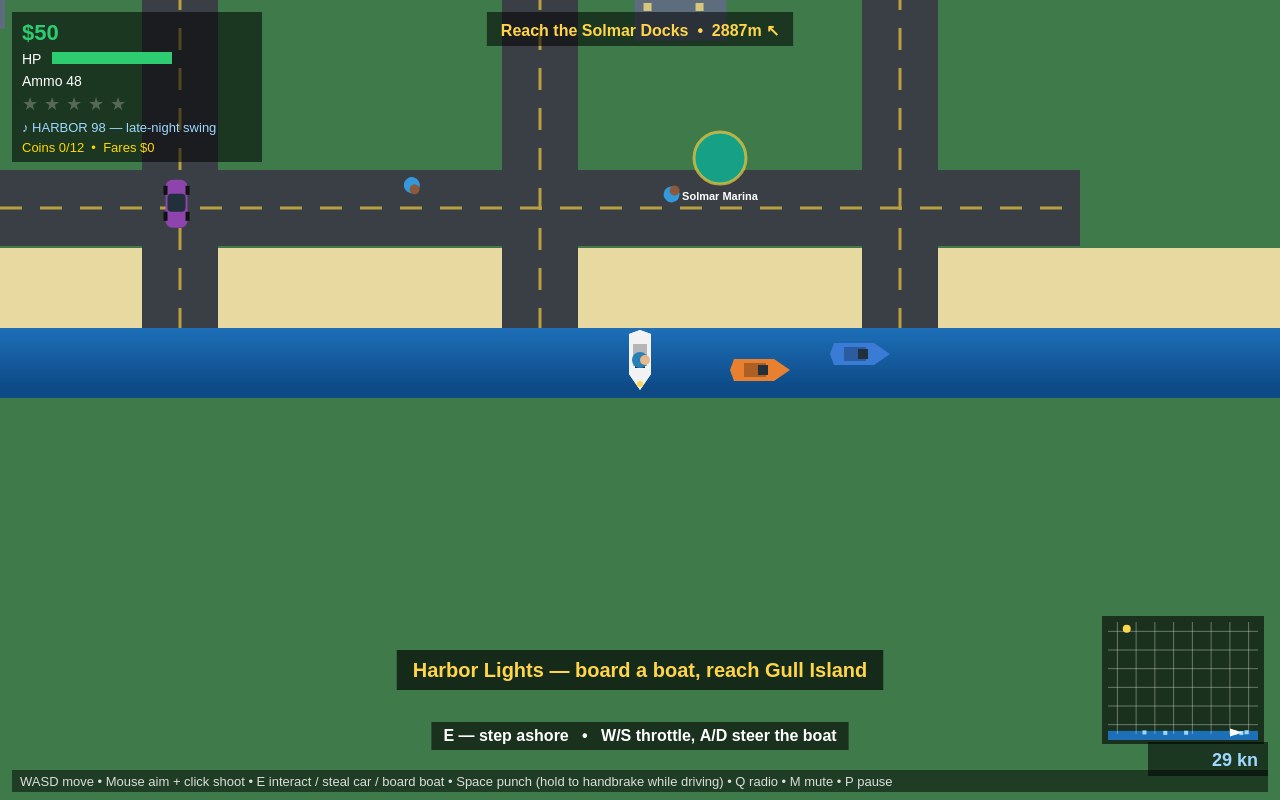 $50
Reach the Solmar Docks • 2887m ↖
HP
Ammo 48
★ ★ ★ ★ ★
♪ HARBOR 98 — late-night swing
Coins 0/12 • Fares $0
Solmar Marina
Harbor Lights — board a boat, reach Gull Island
E — step ashore • W/S throttle, A/D steer the boat
29 kn
WASD move • Mouse aim + click shoot • E interact / steal car / board boat • Space punch (hold to handbrake while driving) • Q radio • M mute • P pause